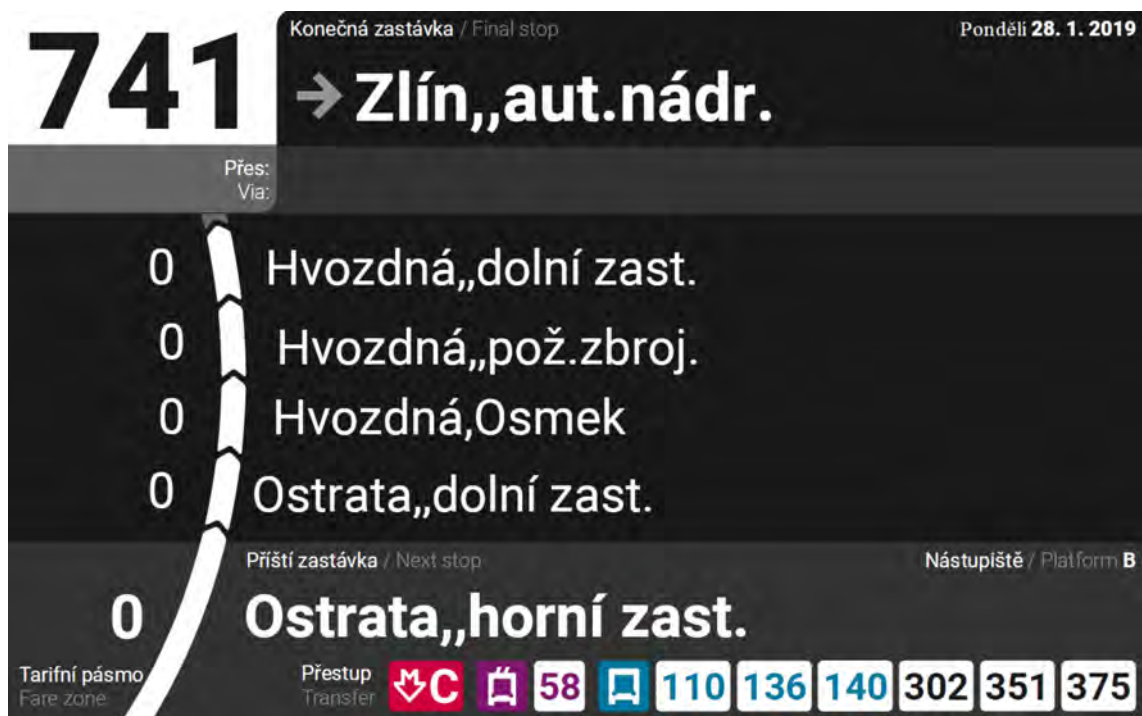 741
Konečná zastávka / Final stop
Ponděli 28. 1. 2019
Zlín,,aut.nádr.
Přes:
Via:
0 Hvozdná,,dolní zast.
0 Hvozdná,,pož.zbroj.
0 Hvozdná,Osmek
0 Ostrata,,dolní zast.
Příští zastávka / Next stop
Nástupiště / Platform B
0 Ostrata,,horní zast.
Tarifní pásmo
Fare zone
Přestup
Transfer
C 58 110 136 140 302 351 375